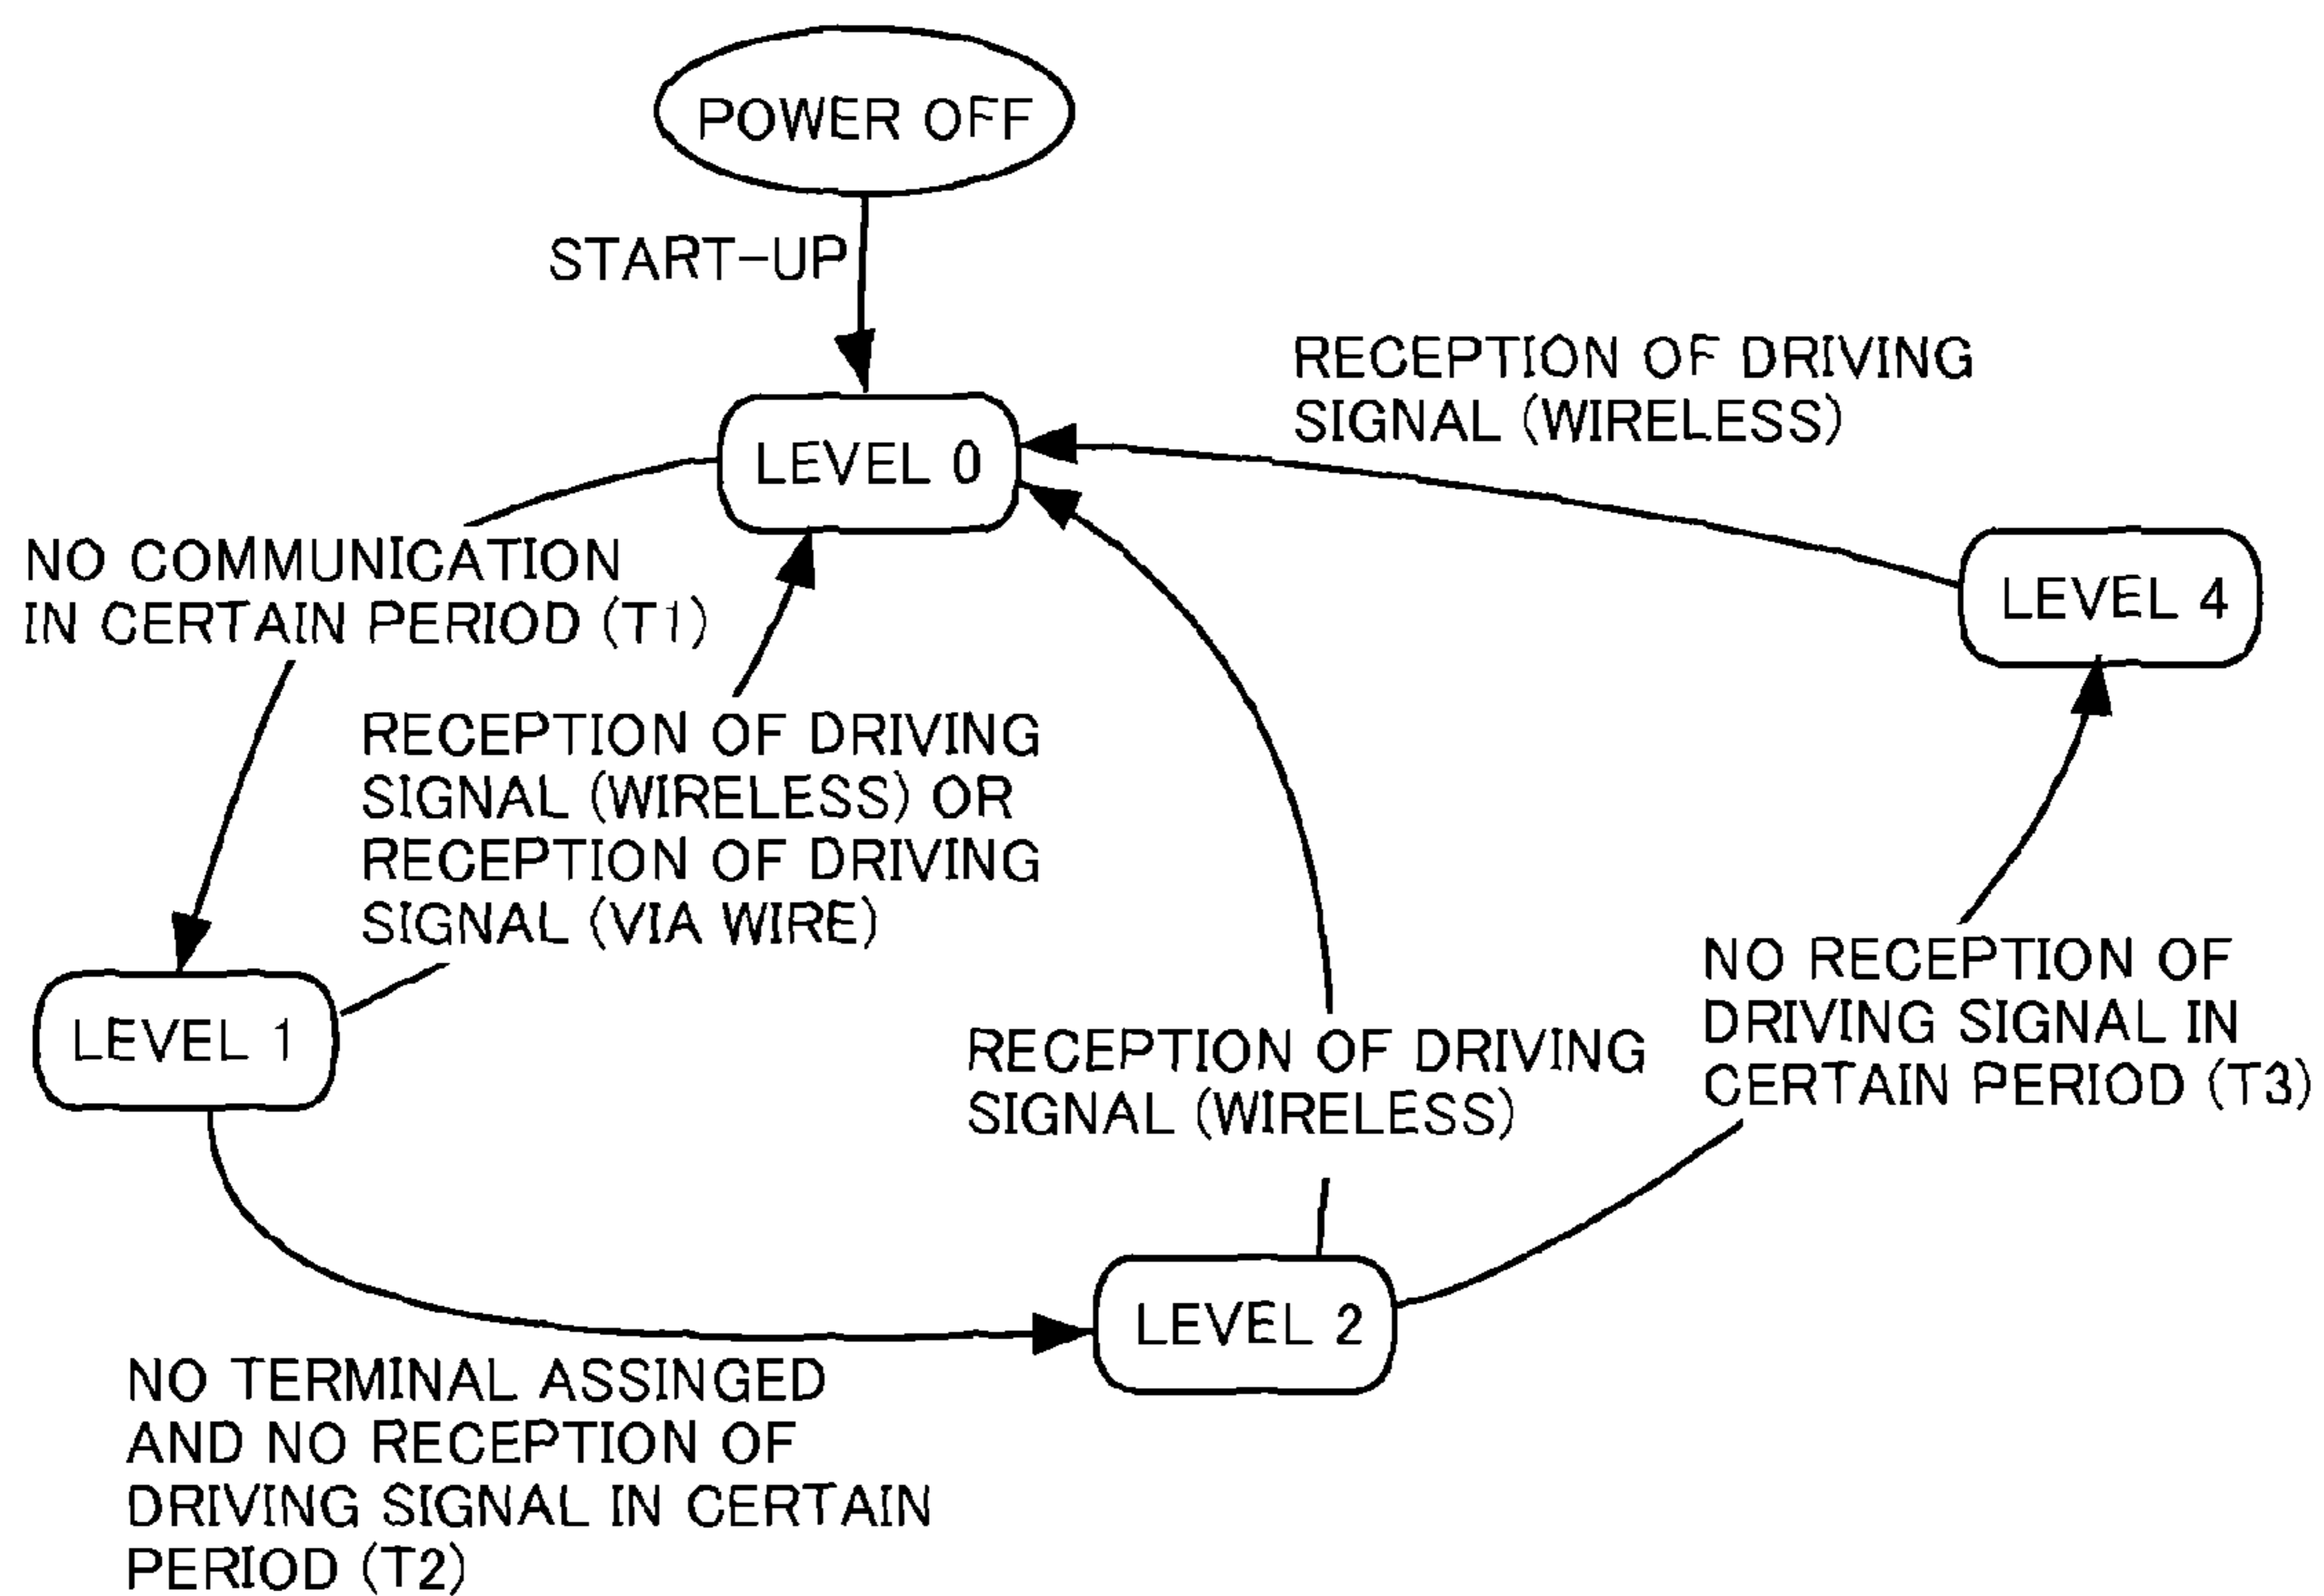 POWER OFF
START-UP
RECEPTION OF DRIVING
SIGNAL (WIRELESS)
LEVEL 0
LEVEL 4
NO COMMUNICATION
IN CERTAIN PERIOD (T1)
RECEPTION OF DRIVING
SIGNAL (WIRELESS) OR
RECEPTION OF DRIVING
SIGNAL (VIA WIRE)
LEVEL 1
RECEPTION OF DRIVING
SIGNAL (WIRELESS)
NO RECEPTION OF
DRIVING SIGNAL IN
CERTAIN PERIOD (T3)
LEVEL 2
NO TERMINAL ASSINGED
AND NO RECEPTION OF
DRIVING SIGNAL IN CERTAIN
PERIOD (T2)